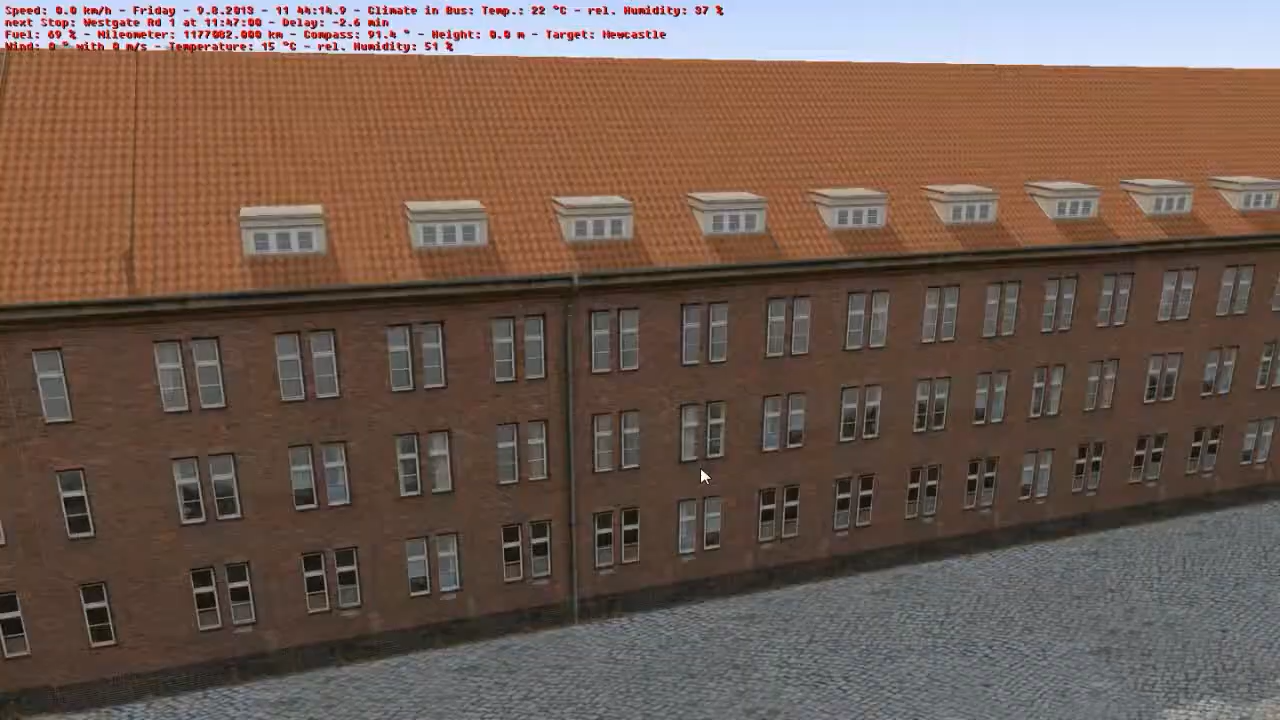 Speed: 0.0 km/h - Friday - 9.8.2013 - 11 44:14.9 - Climate in Bus: Temp.: 22 °C - rel. Humidity: 37 %
next Stop: Westgate Rd 1 at 11:47:00 - Delay: -2.6 min
Fuel: 69 % - Mileometer: 1177082.000 km - Compass: 91.4 ° - Height: 0.0 m - Target: Newcastle
Wind: 0 ° with 0 m/s - Temperature: 15 °C - rel. Humidity: 51 %